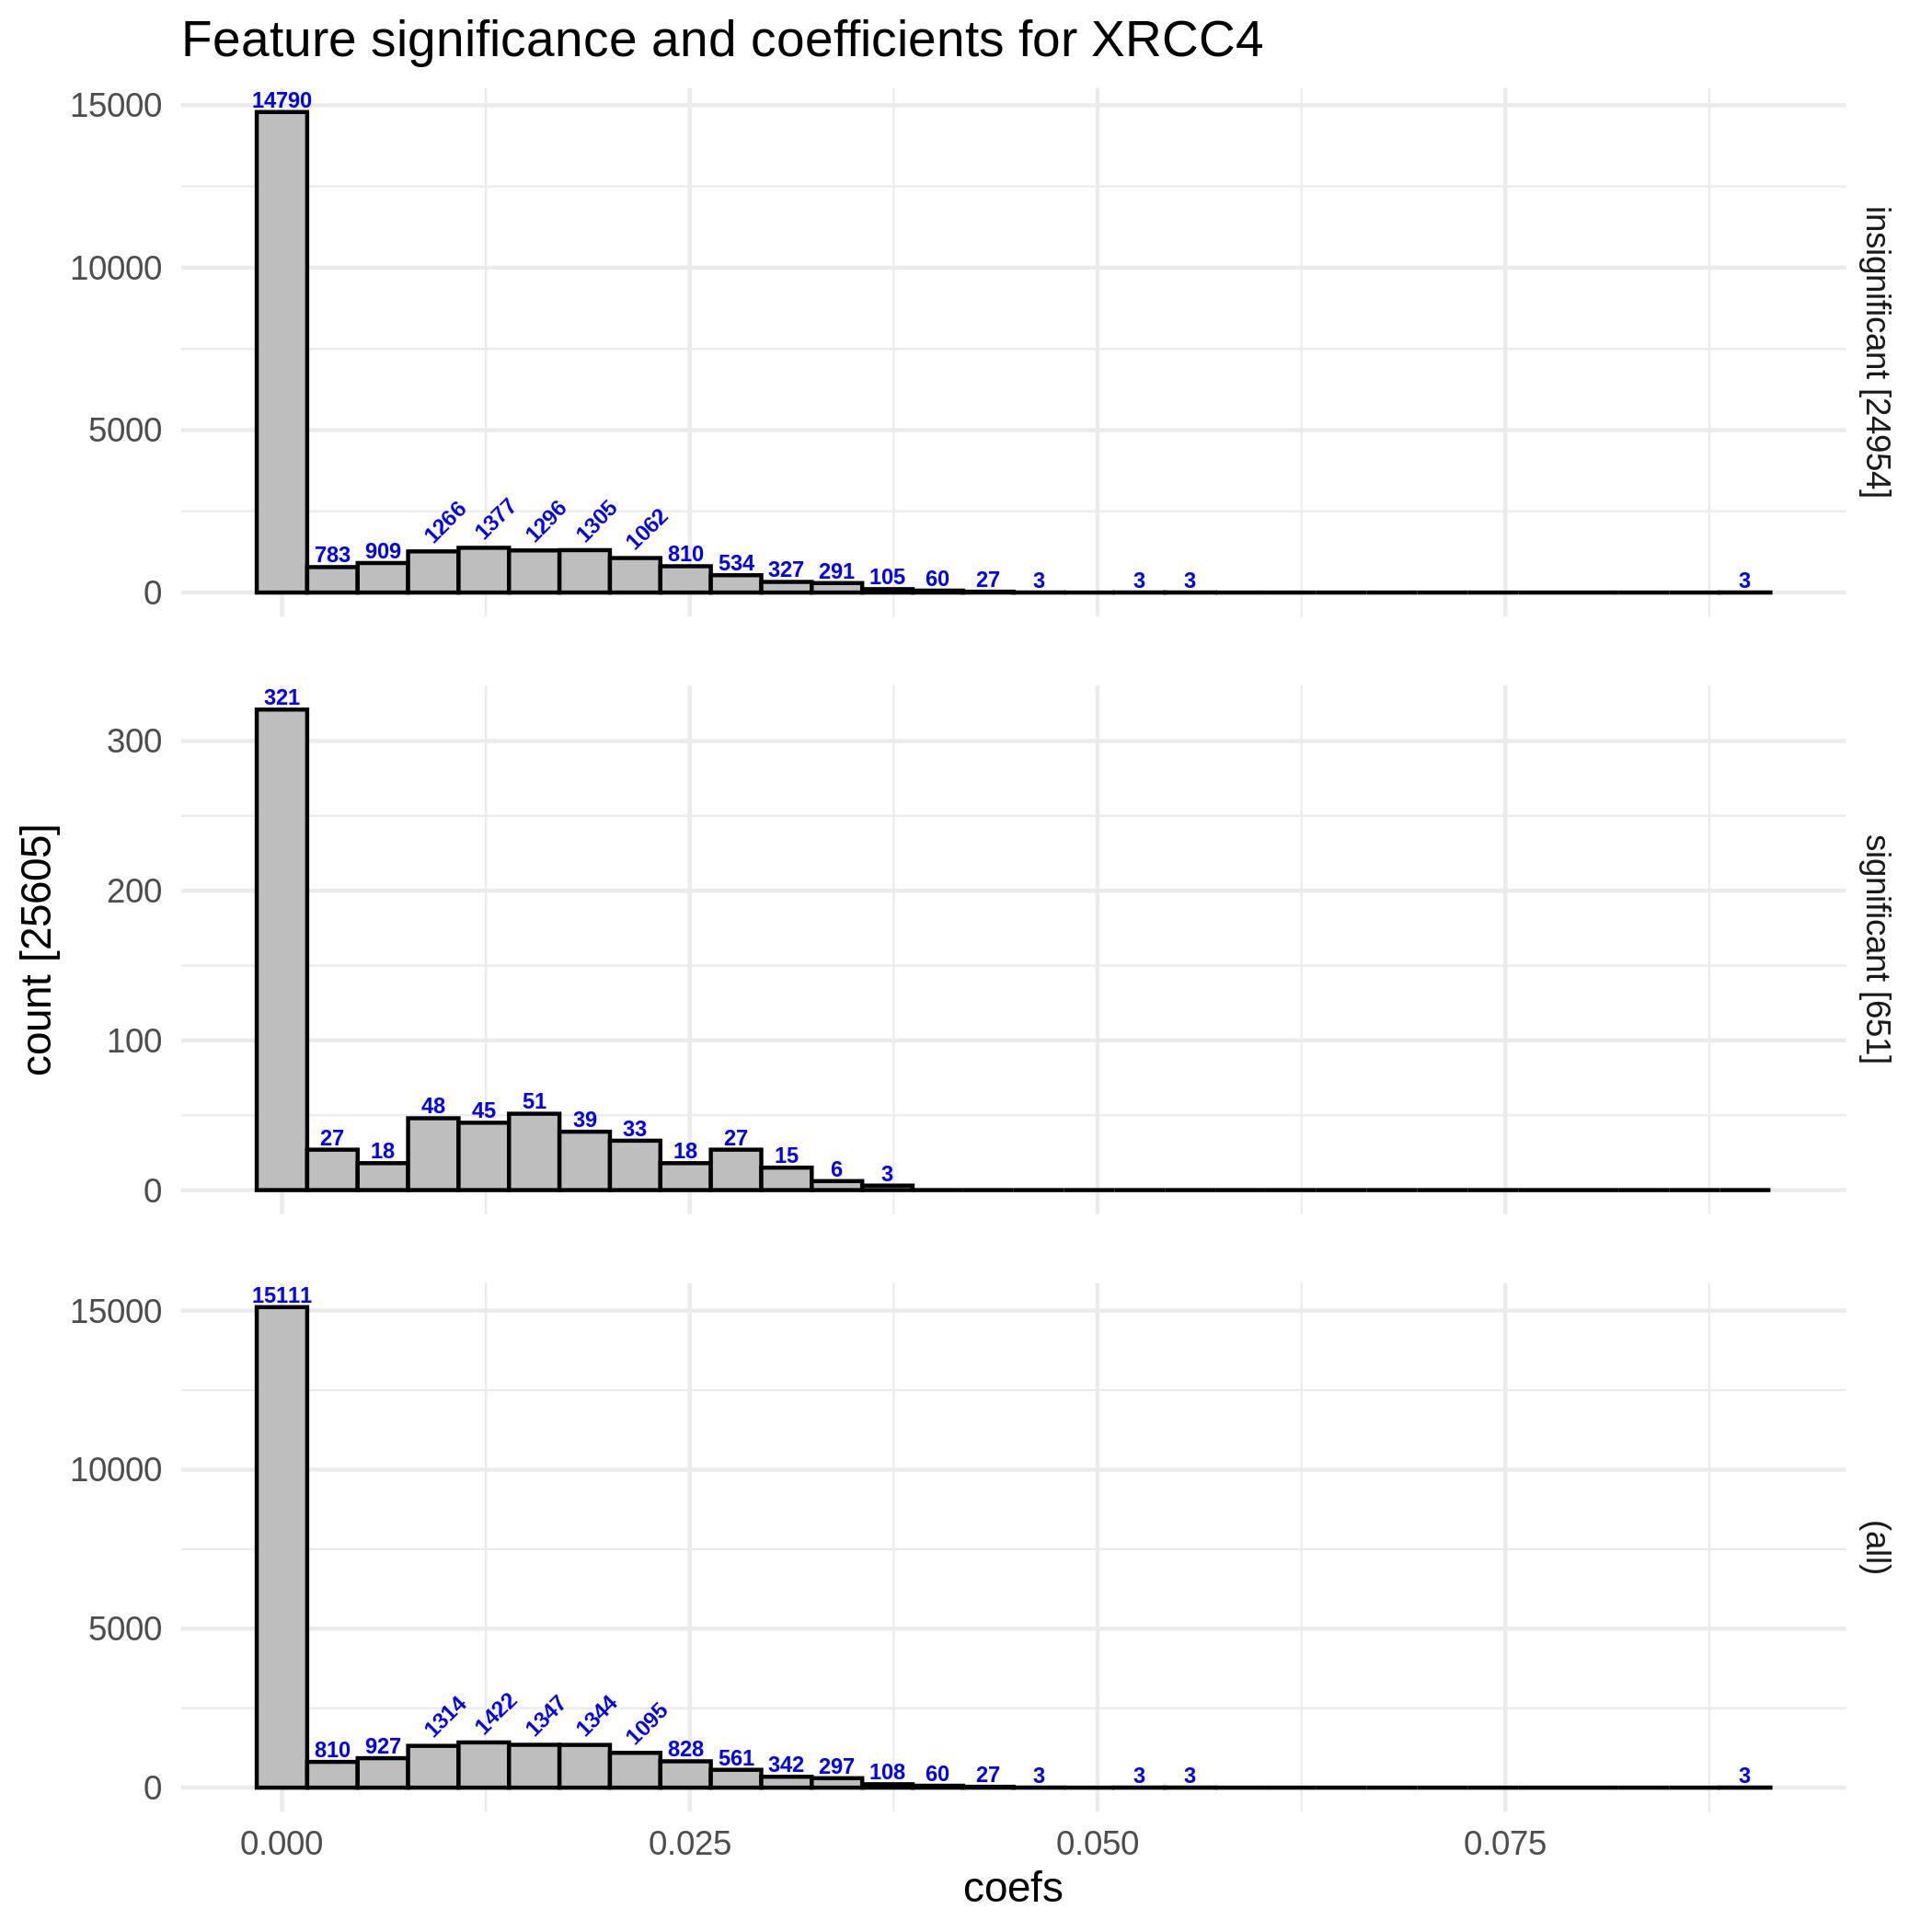 Feature significance and coefficients for XRCC4
count [25605]
15000
10000
5000
0
14790
783 909 1266 1377 1296 1305 1062 810 534 327 291 105 60 27 3 3 3 3
insignificant [24954]
300
200
100
0
321
27 18 48 45 51 39 33 18 27 15 6 3
significant [651]
15000
10000
5000
0
15111
810 927 1314 1422 1347 1344 1095 828 561 342 297 108 60 27 3 3 3 3
(all)
0.000 0.025 0.050 0.075
coefs